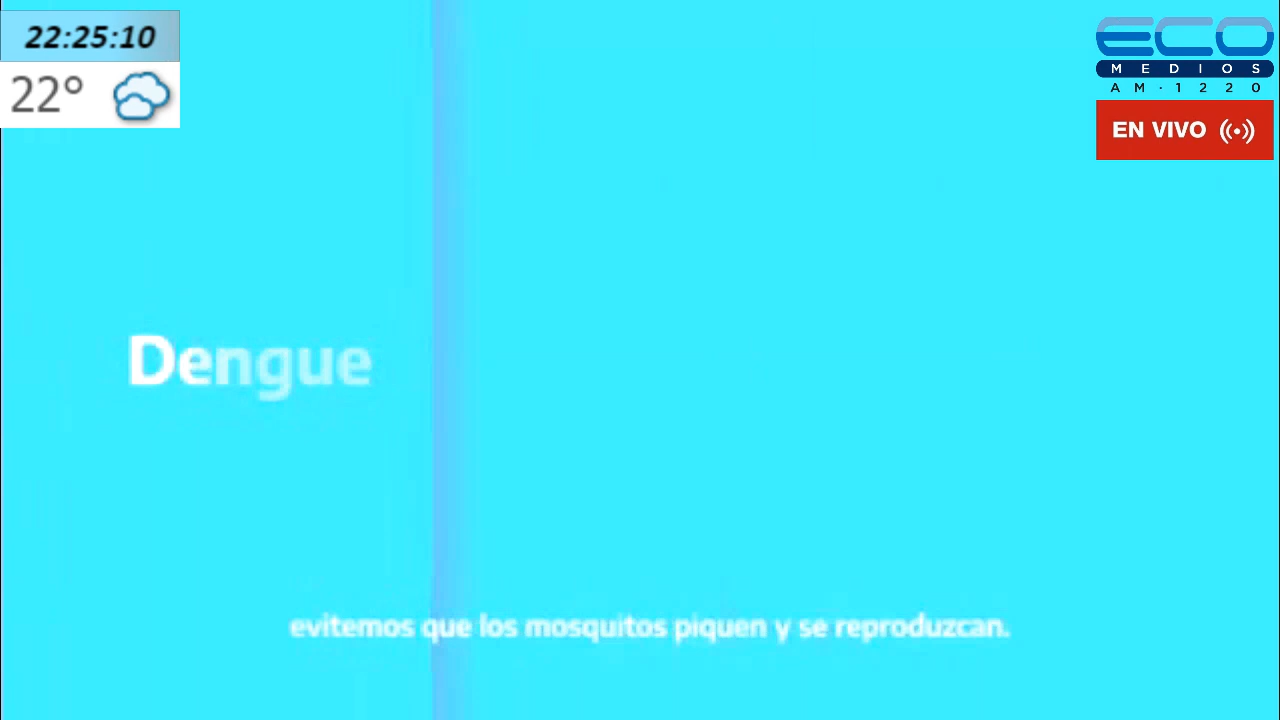 22:25:10
22°
ECO
MEDIOS
AM·1220
EN VIVO
Dengue
evitemos que los mosquitos piquen y se reproduzcan.